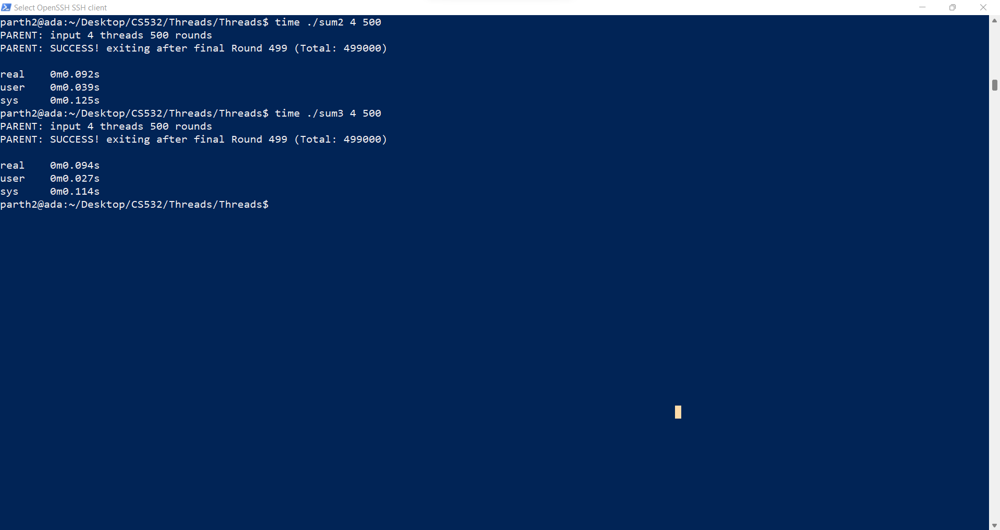 Select OpenSSH SSH client
parth2@ada:~/Desktop/CS532/Threads/Threads$ time ./sum2 4 500
PARENT: input 4 threads 500 rounds
PARENT: SUCCESS! exiting after final Round 499 (Total: 499000)
real    0m0.092s
user    0m0.039s
sys     0m0.125s
parth2@ada:~/Desktop/CS532/Threads/Threads$ time ./sum3 4 500
PARENT: input 4 threads 500 rounds
PARENT: SUCCESS! exiting after final Round 499 (Total: 499000)
real    0m0.094s
user    0m0.027s
sys     0m0.114s
parth2@ada:~/Desktop/CS532/Threads/Threads$